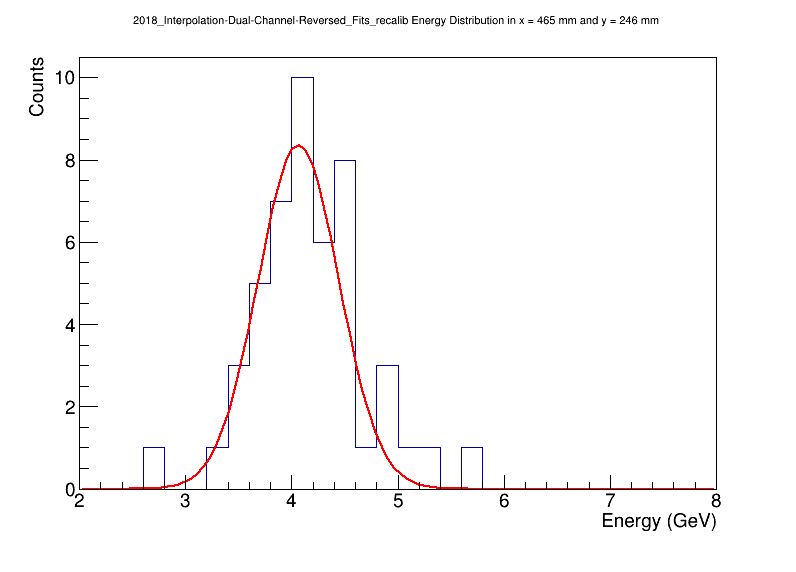 2018_Interpolation-Dual-Channel-Reversed_Fits_recalib Energy Distribution in x = 465 mm and y = 246 mm
Counts
10
8
6
4
2
0
2 3 4 5 6 7 8
Energy (GeV)